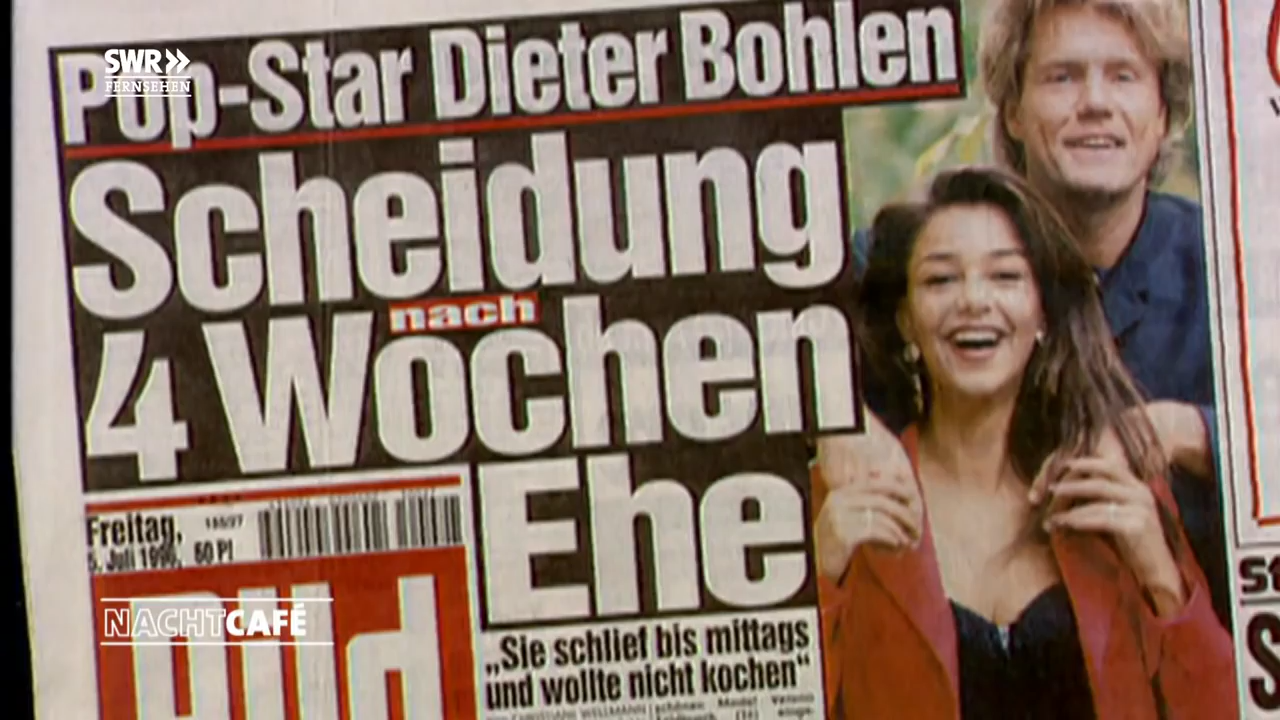 SWR
FERNSEHEN
Pop-Star Dieter Bohlen
Scheidung
nach
4 Wochen
Ehe
Freitag,
5. Juli 1996, 60 Pf
Bild
NACHTCAFÉ
„Sie schlief bis mittags
und wollte nicht kochen“